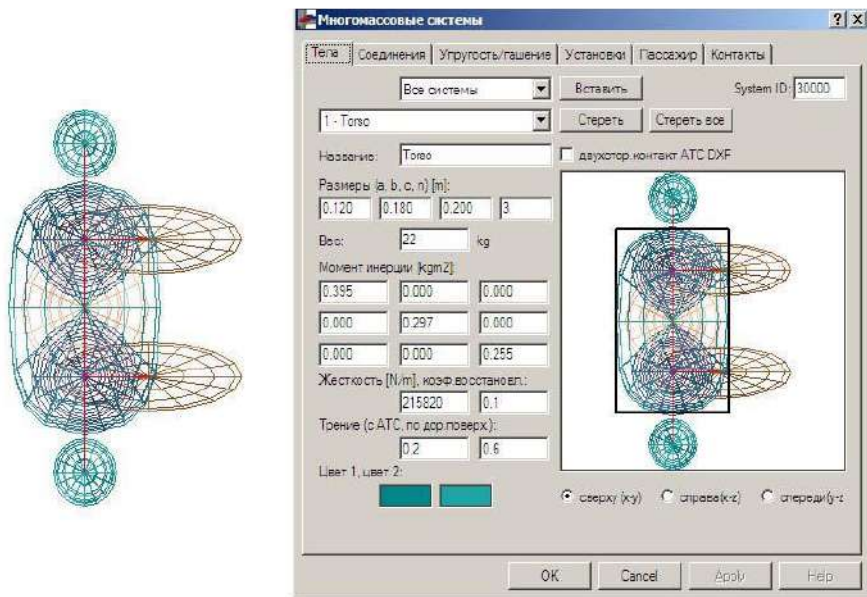 Многомассовые системы
Тела Соединения Упругость/гашение Установки Пассажир Контакты
Все системы Вставить System ID: 30000
1 - Torso Стереть Стереть все
Название: Torso двухстор.контакт ATC DXF
Размеры (a, b, c, n) [m]:
0.120 0.180 0.200 3
Вес: 22 kg
Момент инерции [kgm2]:
0.395 0.000 0.000
0.000 0.297 0.000
0.000 0.000 0.255
Жесткость [N/m], коэф.восстановл.:
215820 0.1
Трение (с АТС, по дор.поверх.):
0.2 0.6
Цвет 1, цвет 2:
сверху (x-y) справа(x-z) спереди(y-z
OK Cancel Apply Help